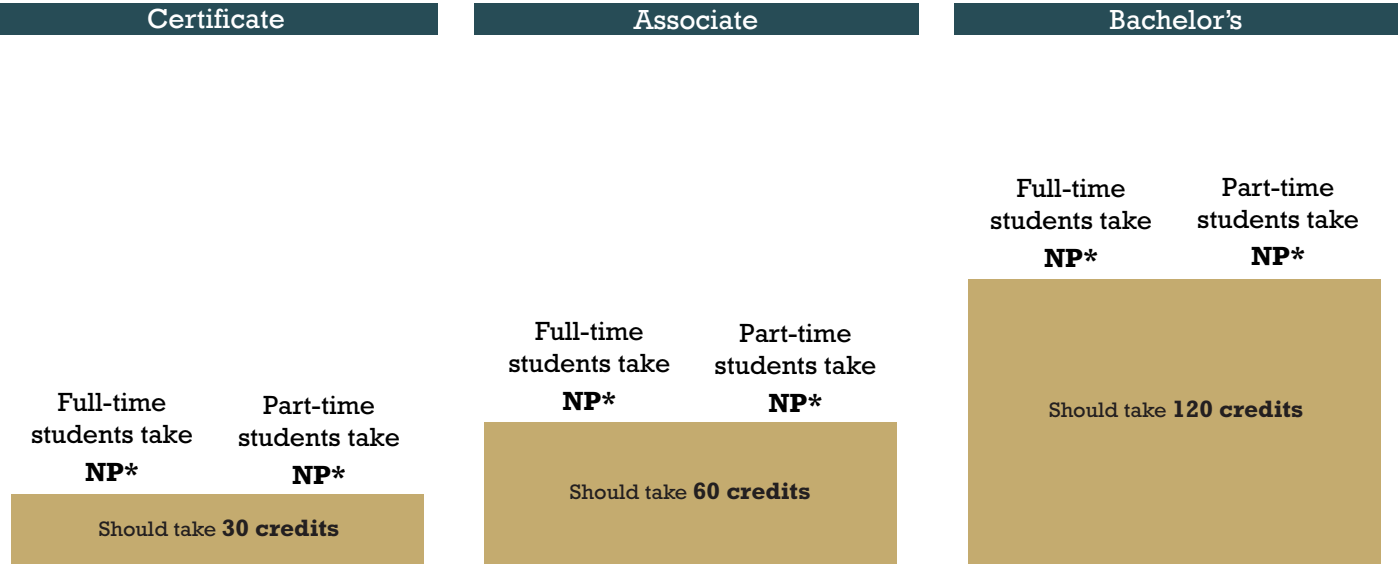 Certificate
Full-time
students take
NP*
Part-time
students take
NP*
Should take 30 credits
Associate
Full-time
students take
NP*
Part-time
students take
NP*
Should take 60 credits
Bachelor’s
Full-time
students take
NP*
Part-time
students take
NP*
Should take 120 credits